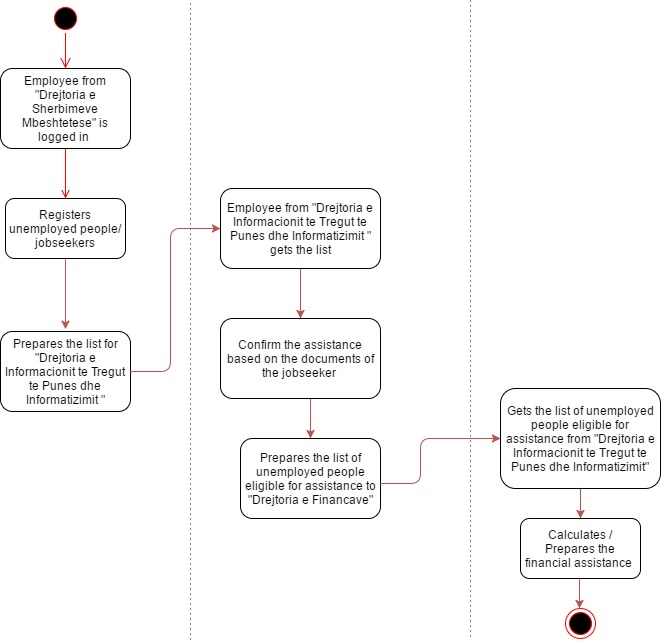 Employee from
"Drejtoria e
Sherbimeve
Mbeshtetese" is
logged in
Registers
unemployed people/
jobseekers
Prepares the list for
"Drejtoria e
Informacionit te Tregut
te Punes dhe
Informatizimit "
Employee from "Drejtoria e
Informacionit te Tregut te
Punes dhe Informatizimit "
gets the list
Confirm the assistance
based on the documents of
the jobseeker
Prepares the list of
unemployed people
eligible for assistance to
"Drejtoria e Financave"
Gets the list of unemployed
people eligible for
assistance from "Drejtoria e
Informacionit te Tregut te
Punes dhe Informatizimit"
Calculates /
Prepares the
financial assistance